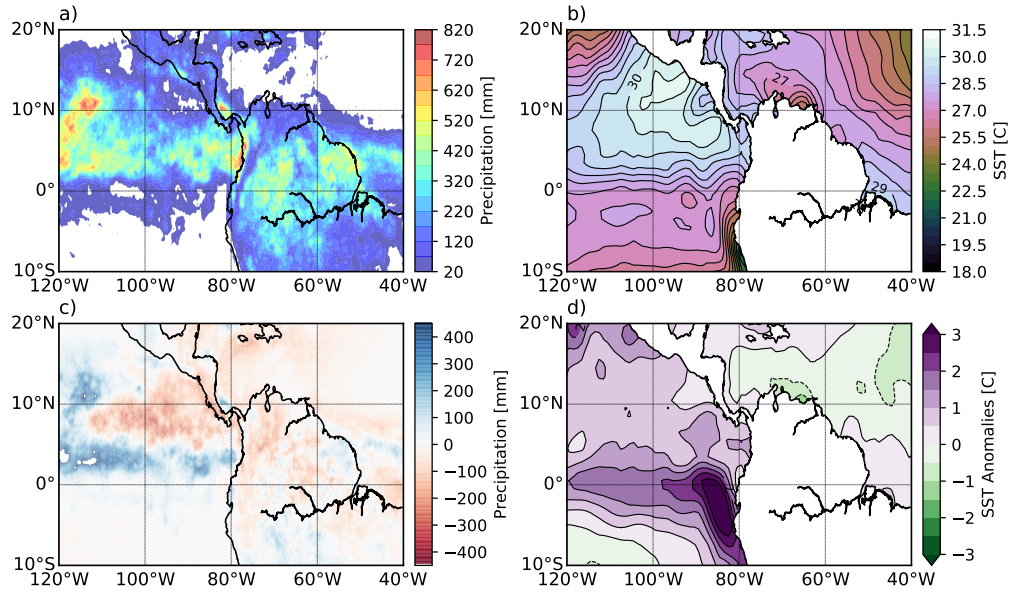 a)
20°N
10°N
0°
10°S
120°W 100°W 80°W 60°W 40°W
820
720
620
520
420
320
220
120
20
Precipitation [mm]
b)
20°N
10°N
0°
10°S
120°W 100°W 80°W 60°W 40°W
30
27
29
31.5
30.0
28.5
27.0
25.5
24.0
22.5
21.0
19.5
18.0
SST [C]
c)
20°N
10°N
0°
10°S
120°W 100°W 80°W 60°W 40°W
400
300
200
100
0
−100
−200
−300
−400
Precipitation [mm]
d)
20°N
10°N
0°
10°S
120°W 100°W 80°W 60°W 40°W
3
2
1
0
−1
−2
−3
SST Anomalies [C]